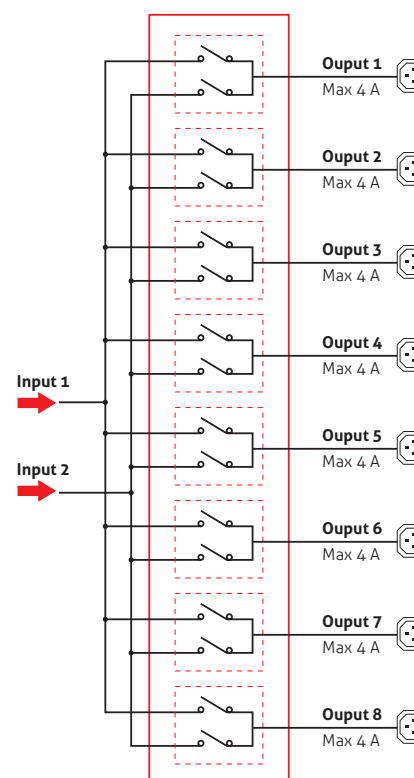 Ouput 1
Max 4 A
Ouput 2
Max 4 A
Ouput 3
Max 4 A
Ouput 4
Max 4 A
Input 1
Ouput 5
Max 4 A
Input 2
Ouput 6
Max 4 A
Ouput 7
Max 4 A
Ouput 8
Max 4 A